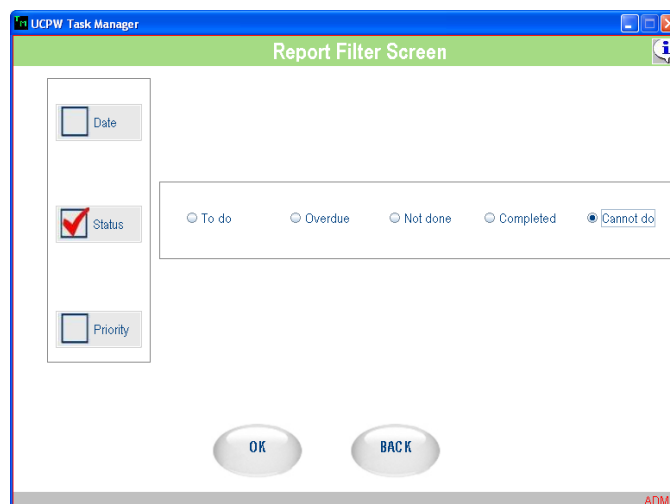 UCPW Task Manager
Report Filter Screen
Date
Status
To do Overdue Not done Completed Cannot do
Priority
OK BACK
ADM